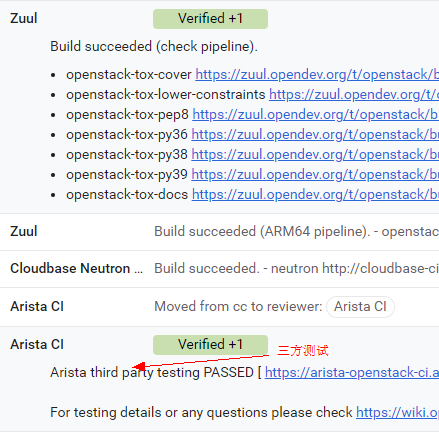 Zuul Verified +1
Build succeeded (check pipeline).
• openstack-tox-cover https://zuul.opendev.org/t/openstack/b
• openstack-tox-lower-constraints https://zuul.opendev.org/t/o
• openstack-tox-pep8 https://zuul.opendev.org/t/openstack/b
• openstack-tox-py36 https://zuul.opendev.org/t/openstack/bu
• openstack-tox-py38 https://zuul.opendev.org/t/openstack/bu
• openstack-tox-py39 https://zuul.opendev.org/t/openstack/bu
• openstack-tox-docs https://zuul.opendev.org/t/openstack/bu
Zuul Build succeeded (ARM64 pipeline). - opensta
Cloudbase Neutron ... Build succeeded. - neutron http://cloudbase-ci
Arista CI Moved from cc to reviewer: Arista CI
Arista CI Verified +1
三方测试
Arista third party testing PASSED [ https://arista-openstack-ci.a
For testing details or any questions please check https://wiki.o